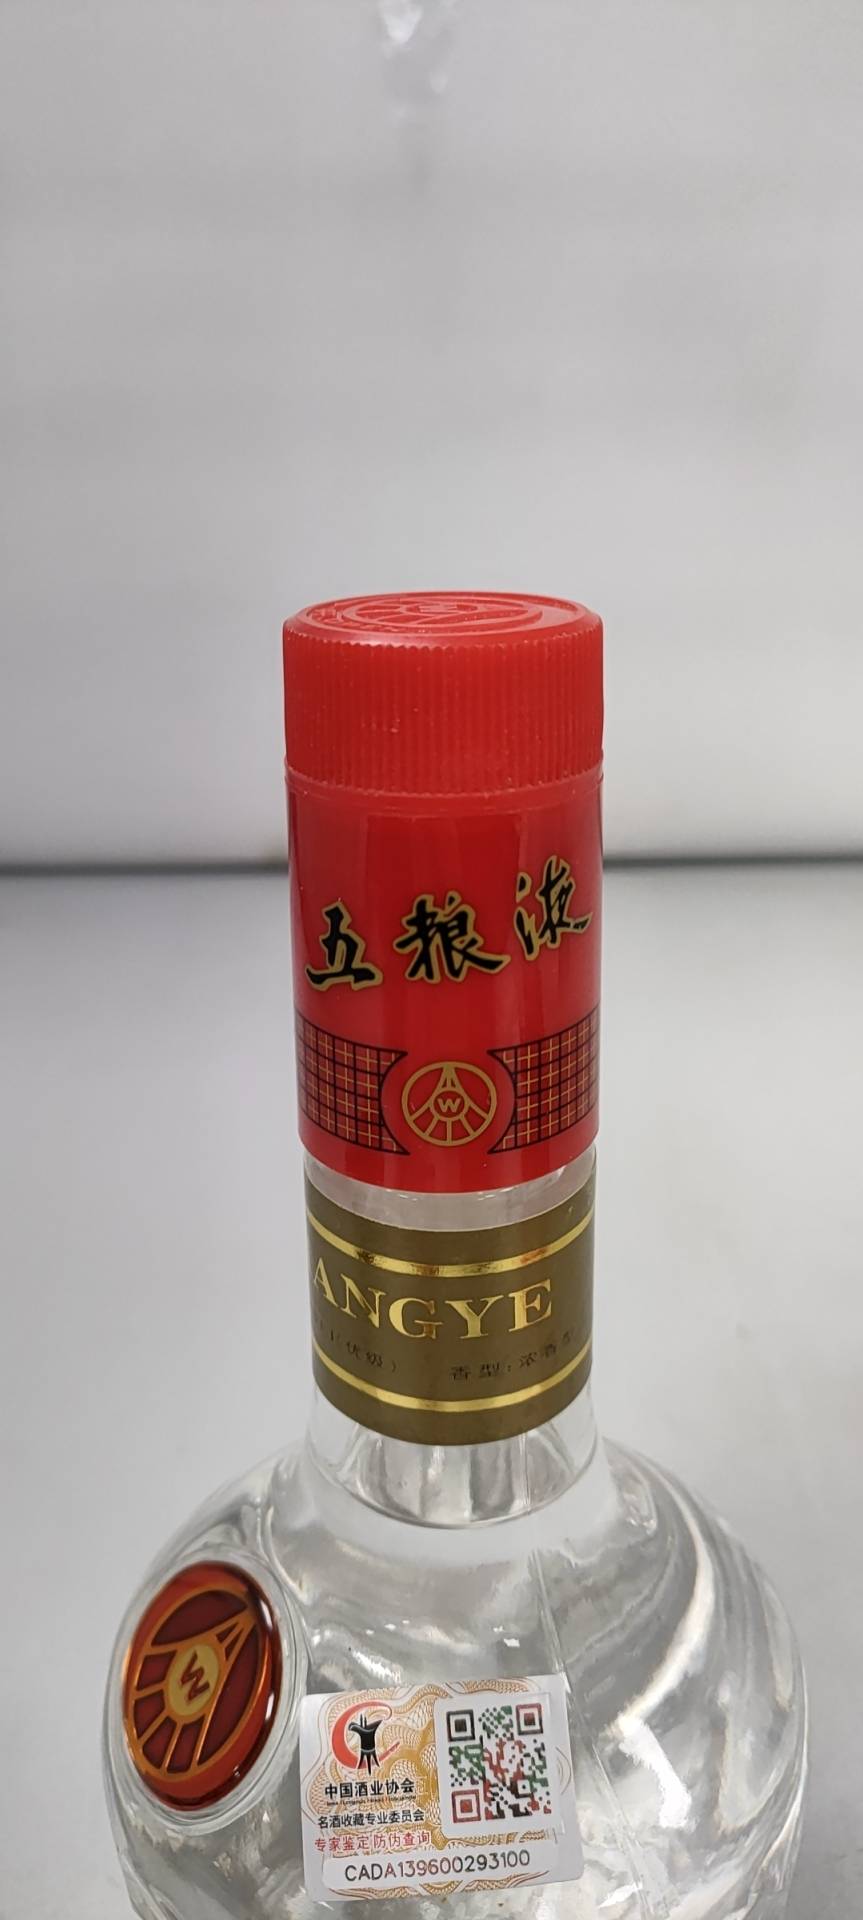 五粮液
W
ANGYE
（优级） 香型：浓香型
W
中国酒业协会
名酒收藏专业委员会
专家鉴定 防伪查询
CADA139600293100